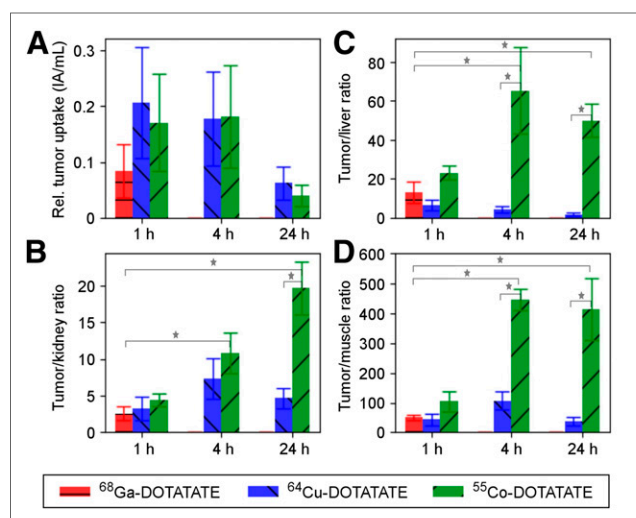 A
Rel. tumor uptake (IA/mL)
0.3
0.2
0.1
0
1 h 4 h 24 h
C
Tumor/liver ratio
80
60
40
20
0
* * * *
1 h 4 h 24 h
B
Tumor/kidney ratio
20
15
10
5
0
* * *
1 h 4 h 24 h
D
Tumor/muscle ratio
600
500
400
300
200
100
0
* * * *
1 h 4 h 24 h
⁶⁸Ga-DOTATATE ⁶⁴Cu-DOTATATE ⁵⁵Co-DOTATATE